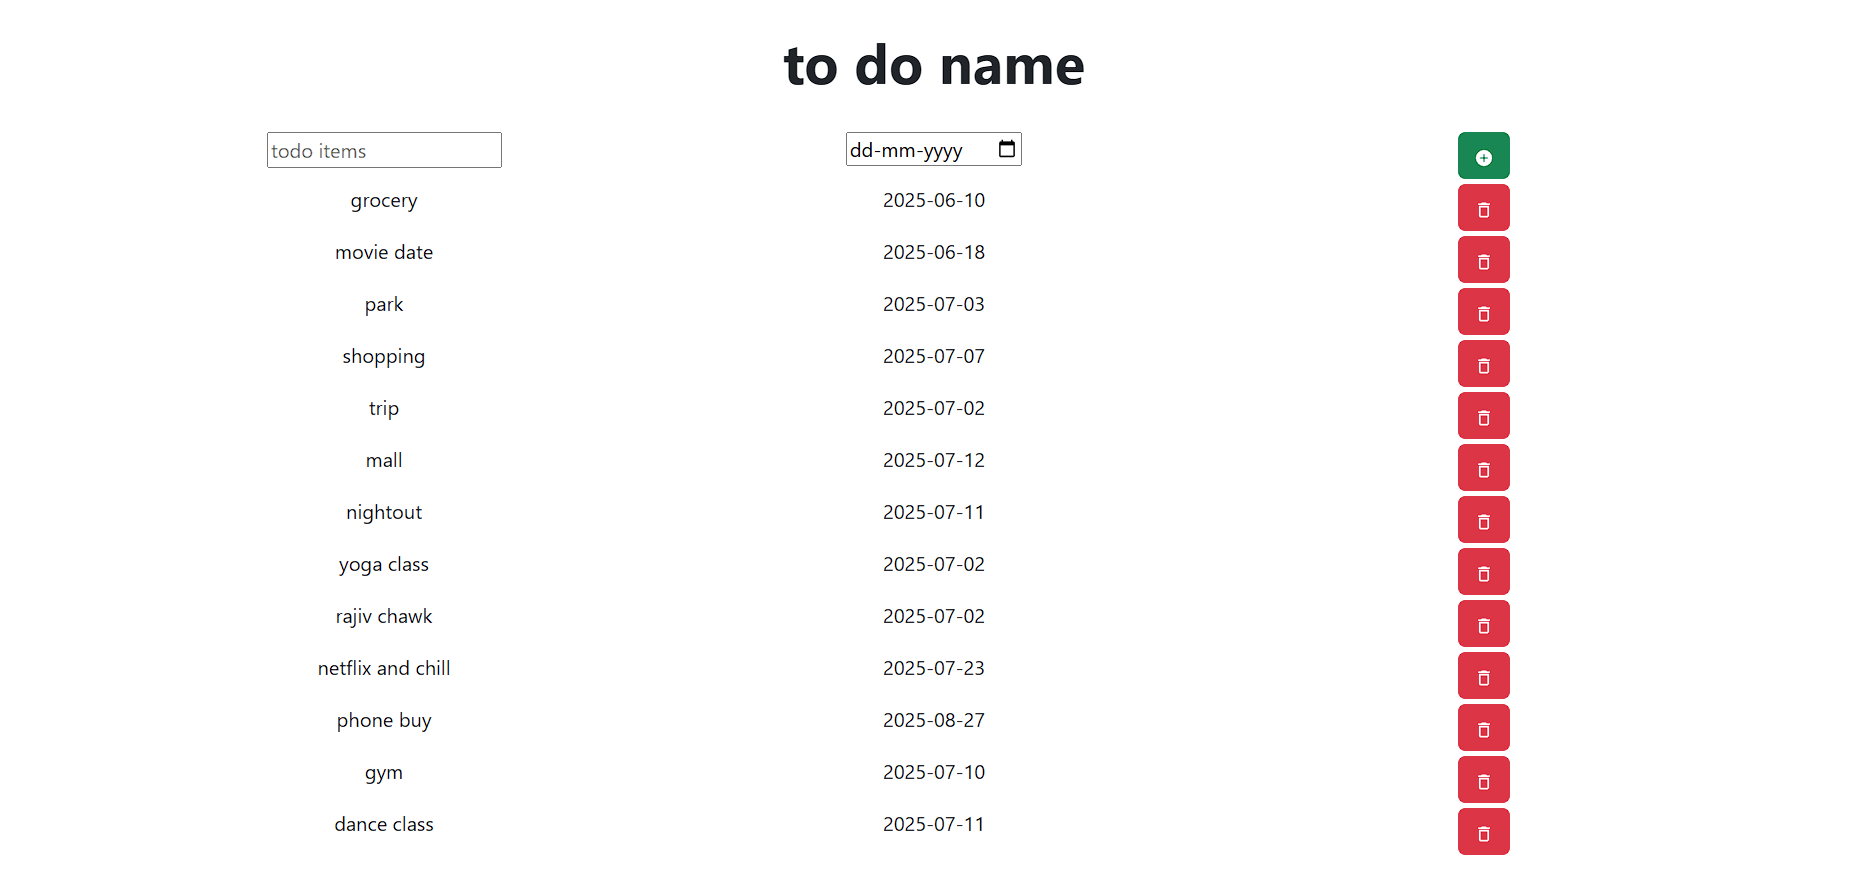 to do name
todo items dd-mm-yyyy
grocery 2025-06-10
movie date 2025-06-18
park 2025-07-03
shopping 2025-07-07
trip 2025-07-02
mall 2025-07-12
nightout 2025-07-11
yoga class 2025-07-02
rajiv chawk 2025-07-02
netflix and chill 2025-07-23
phone buy 2025-08-27
gym 2025-07-10
dance class 2025-07-11